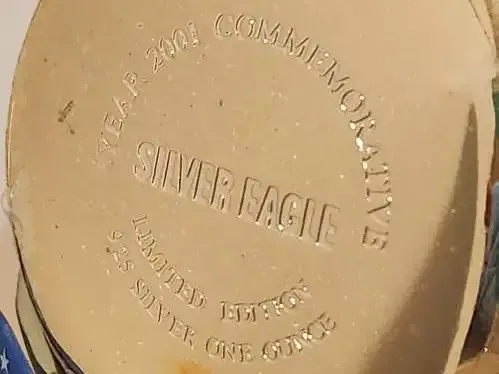 YEAR 2001 COMMEMORATIVE
SILVER EAGLE
LIMITED EDITION
925 SILVER ONE OUNCE